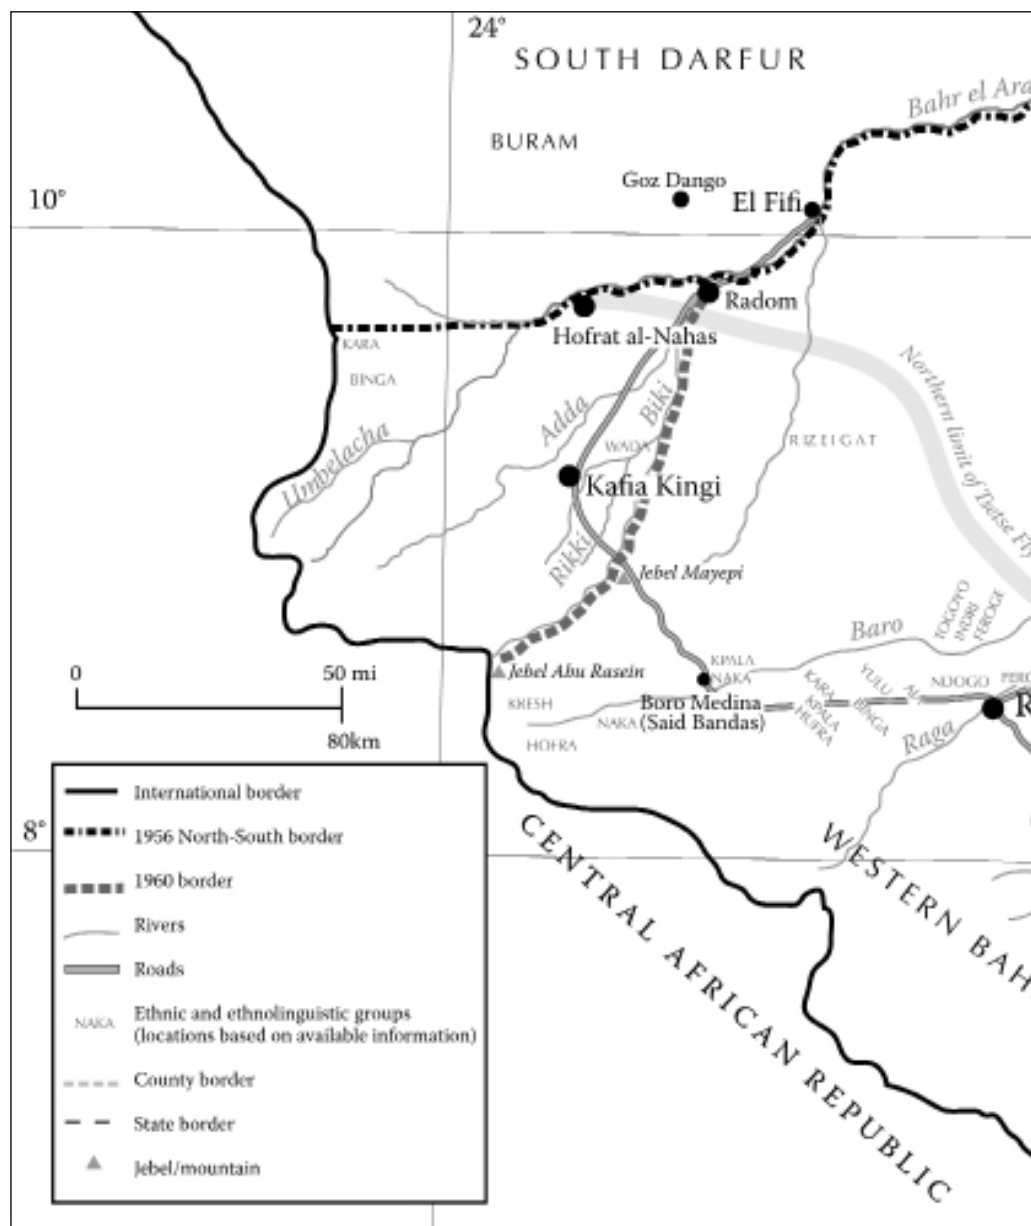 24°
SOUTH DARFUR
Bahr el Ara
BURAM
Goz Dango
10°
El Fifi
Radom
Hofrat al-Nahas
KARA
BINGA
Northern limit of Tsetse Fly
Adda
Biki
Umbelacha
WADA
RIZEIGAT
Kafia Kingi
Rikki
Jebel Mayepi
TOGOYO
INDRI
FEROGE
Baro
0
50 mi
80km
KPALA
NAKA
Jebel Abu Rasein
YULU
AJA
NDOGO
FERO
KARA
KPALA
HUFRA
BINGA
KRESH
Boro Medina
(Said Bandas)
NAKA
HOFRA
R
Raga
International border
1956 North-South border
8°
1960 border
Rivers
Roads
NAKA
Ethnic and ethnolinguistic groups
(locations based on available information)
County border
State border
Jebel/mountain
CENTRAL AFRICAN REPUBLIC
WESTERN BAH